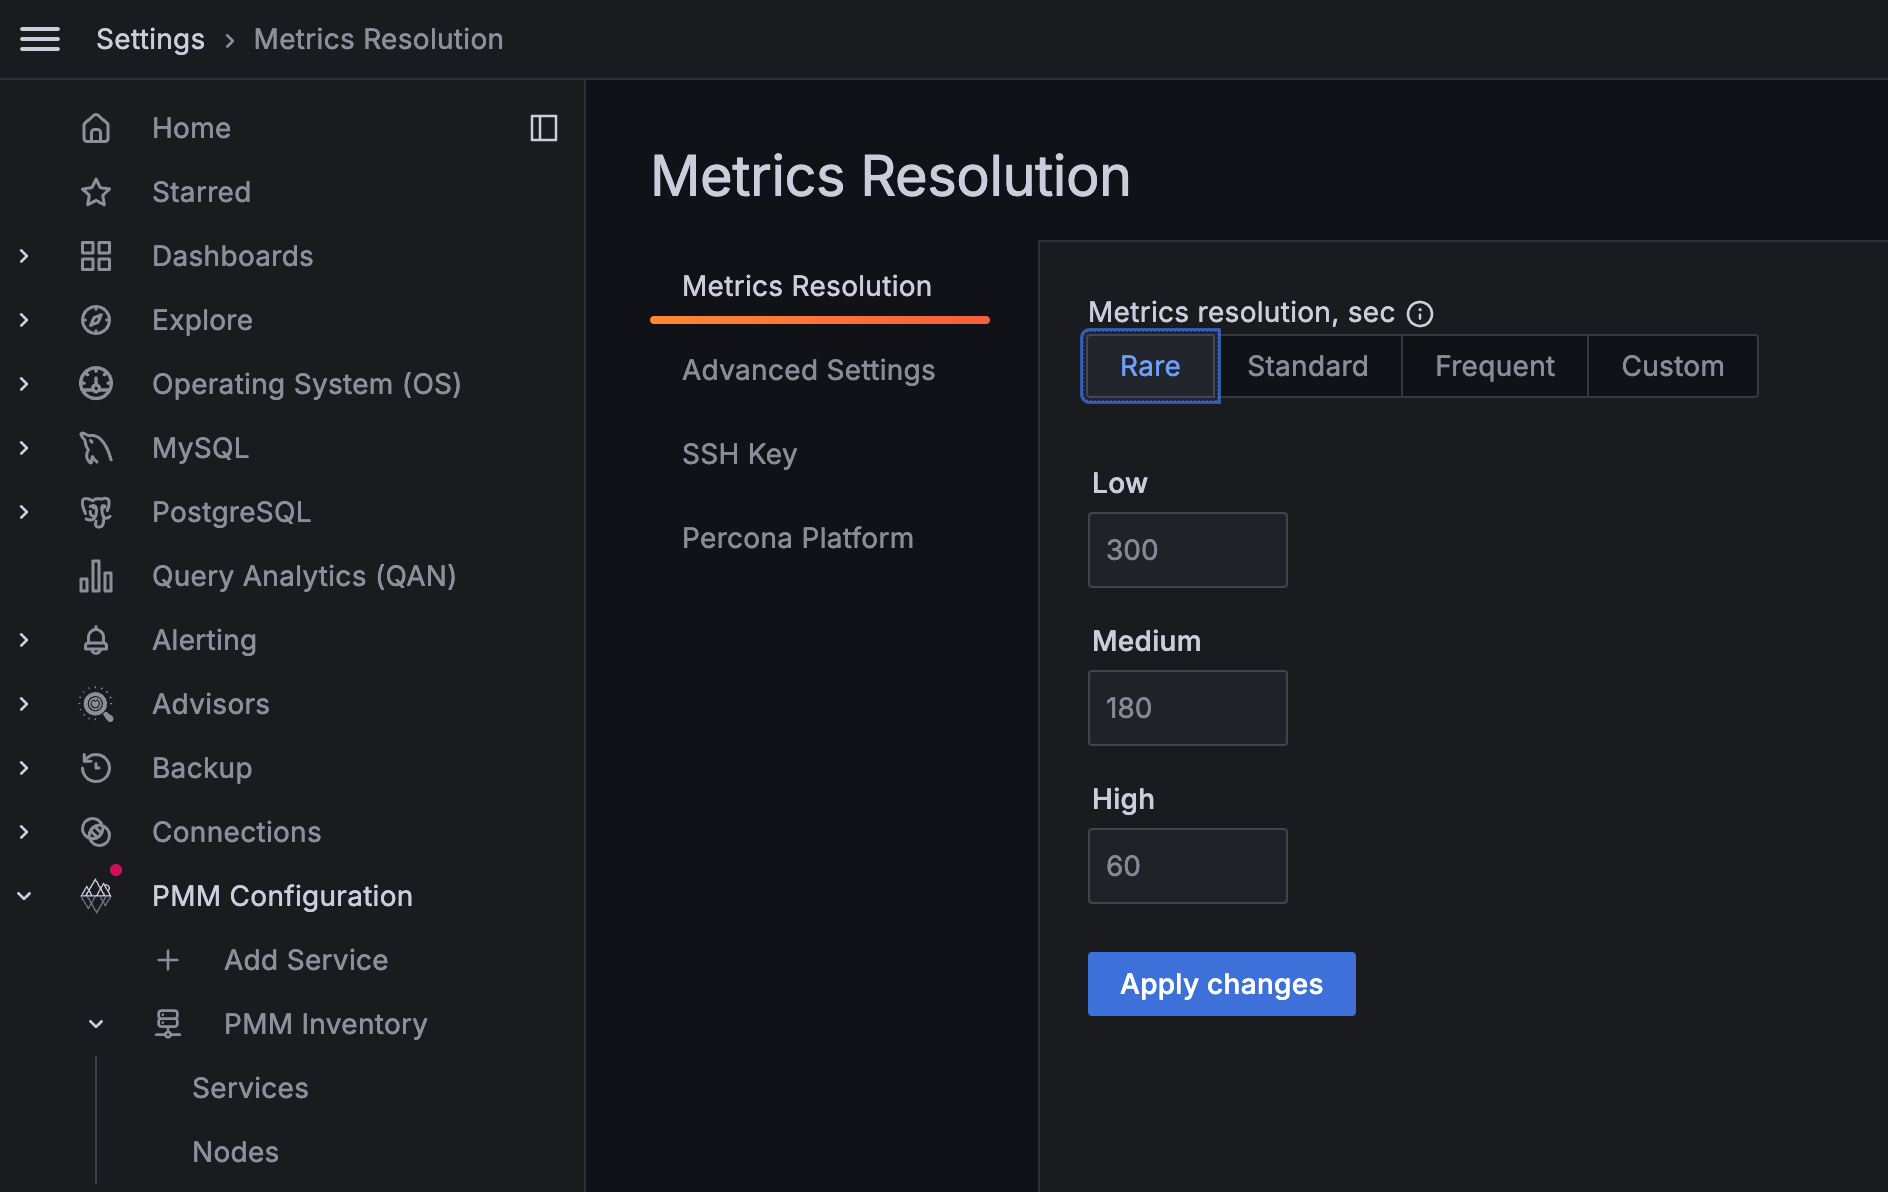 Settings › Metrics Resolution
Home
Starred
Dashboards
Explore
Operating System (OS)
MySQL
PostgreSQL
Query Analytics (QAN)
Alerting
Advisors
Backup
Connections
PMM Configuration
Add Service
PMM Inventory
Services
Nodes
Metrics Resolution
Metrics Resolution
Advanced Settings
SSH Key
Percona Platform
Metrics resolution, sec
Rare Standard Frequent Custom
Low
300
Medium
180
High
60
Apply changes